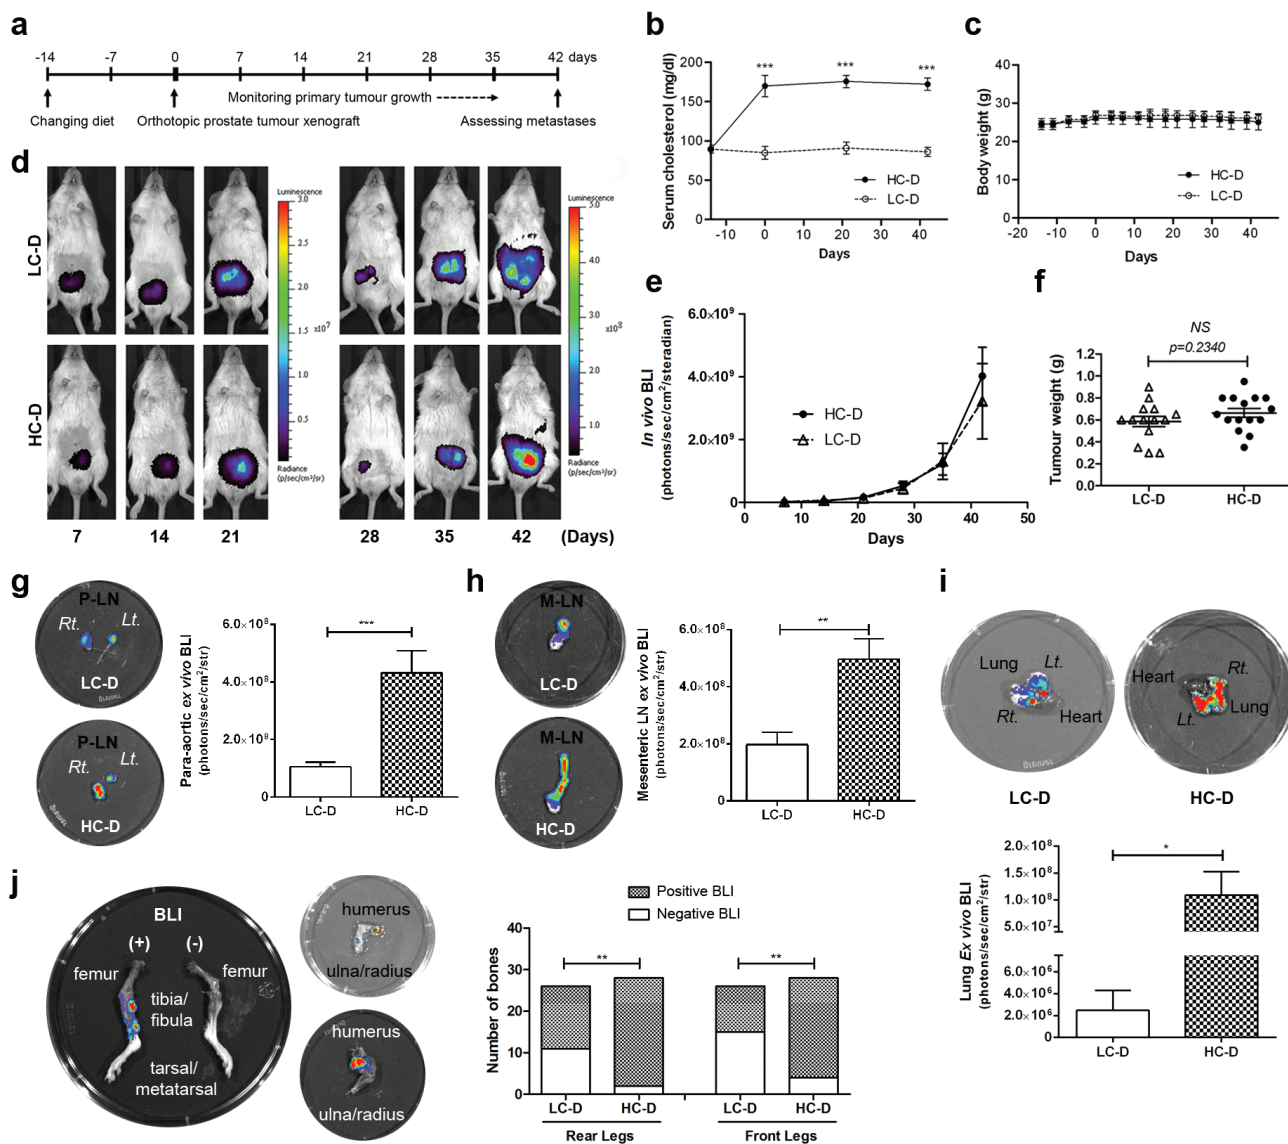 a
-14 -7 0 7 14 21 28 35 42 days
Monitoring primary tumour growth
Changing diet Orthotopic prostate tumour xenograft Assessing metastases
b
Serum cholesterol (mg/dl)
200
150
100
50
0
*** *** ***
HC-D
LC-D
0 10 20 30 40
Days
c
Body weight (g)
40
30
20
10
0
HC-D
LC-D
-20 -10 0 10 20 30 40
Days
d
LC-D
HC-D
Luminescence
3.0
2.5
2.0
1.5
x10⁷
1.0
0.5
Radiance
(p/sec/cm²/sr)
Luminescence
5.0
4.0
3.0
x10⁸
2.0
1.0
Radiance
(p/sec/cm²/sr)
7 14 21 28 35 42 (Days)
e
In vivo BLI
(photons/sec/cm²/steradian)
6.0×10⁹
4.0×10⁹
2.0×10⁹
0
HC-D
LC-D
0 10 20 30 40 50
Days
f
NS
p=0.2340
Tumour weight (g)
1.2
1.0
0.8
0.6
0.4
0.2
0.0
LC-D HC-D
g
P-LN
Rt. Lt.
LC-D
P-LN
Rt. Lt.
HC-D
Para-aortic ex vivo BLI
(photons/sec/cm²/str)
6.0×10⁸
4.0×10⁸
2.0×10⁸
0
***
LC-D HC-D
h
M-LN
LC-D
M-LN
HC-D
Mesenteric LN ex vivo BLI
(photons/sec/cm²/str)
6.0×10⁸
4.0×10⁸
2.0×10⁸
0
**
LC-D HC-D
i
Lung Lt.
Rt. Heart
LC-D
Heart Rt.
Lt. Lung
HC-D
Lung Ex vivo BLI
(photons/sec/cm²/str)
2.0×10⁸
1.5×10⁸
1.0×10⁸
5.0×10⁷
6.0×10⁶
4.0×10⁶
2.0×10⁶
0
*
LC-D HC-D
j
BLI
(+) (-)
femur femur
tibia/
fibula
tarsal/
metatarsal
humerus
ulna/radius
humerus
ulna/radius
Positive BLI
Negative BLI
Number of bones
40
30
20
10
0
** **
LC-D HC-D LC-D HC-D
Rear Legs Front Legs